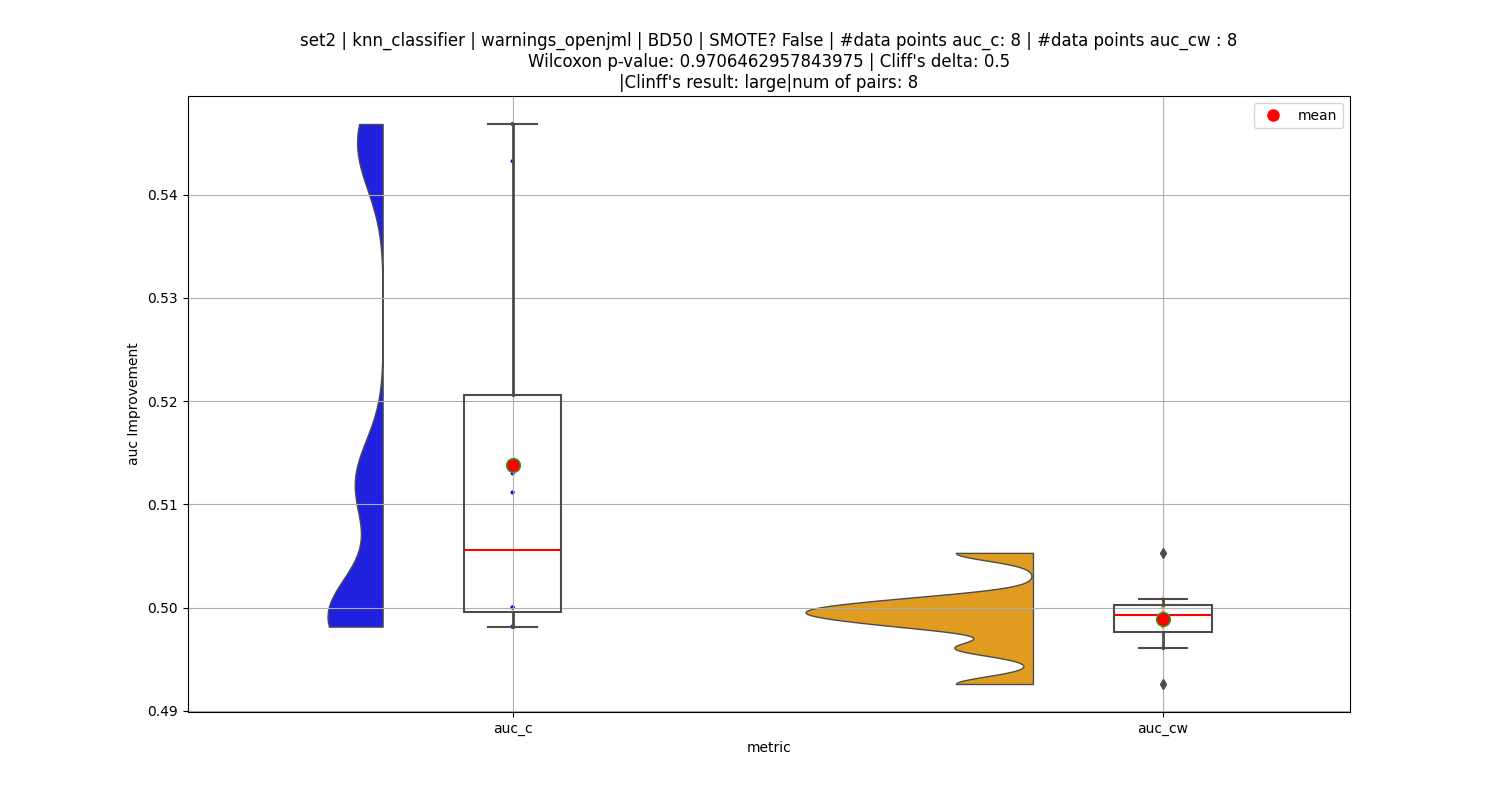 set2 | knn_classifier | warnings_openjml | BD50 | SMOTE? False | #data points auc_c: 8 | #data points auc_cw : 8
Wilcoxon p-value: 0.9706462957843975 | Cliff's delta: 0.5
|Clinff's result: large|num of pairs: 8
mean
0.54
0.53
0.52
0.51
0.50
0.49
auc Improvement
auc_c
auc_cw
metric